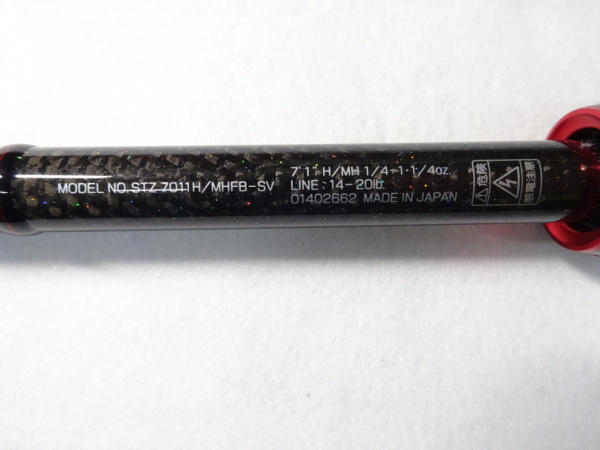 MODEL NO.STZ 7011H/MHFB-SV
7'1" H/MH 1/4-1・1/4oz.
LINE:14-20lb.
01402662 MADE IN JAPAN
危険
感電注意